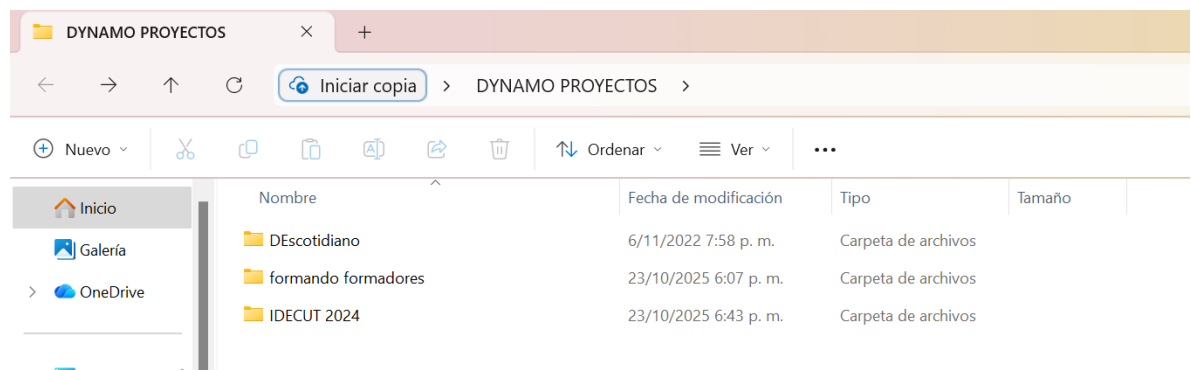 DYNAMO PROYECTOS
Iniciar copia > DYNAMO PROYECTOS >
Nuevo Ordenar Ver
Nombre Fecha de modificación Tipo Tamaño
Inicio
Galería
OneDrive
DEscotidiano 6/11/2022 7:58 p. m. Carpeta de archivos
formando formadores 23/10/2025 6:07 p. m. Carpeta de archivos
IDECUT 2024 23/10/2025 6:43 p. m. Carpeta de archivos